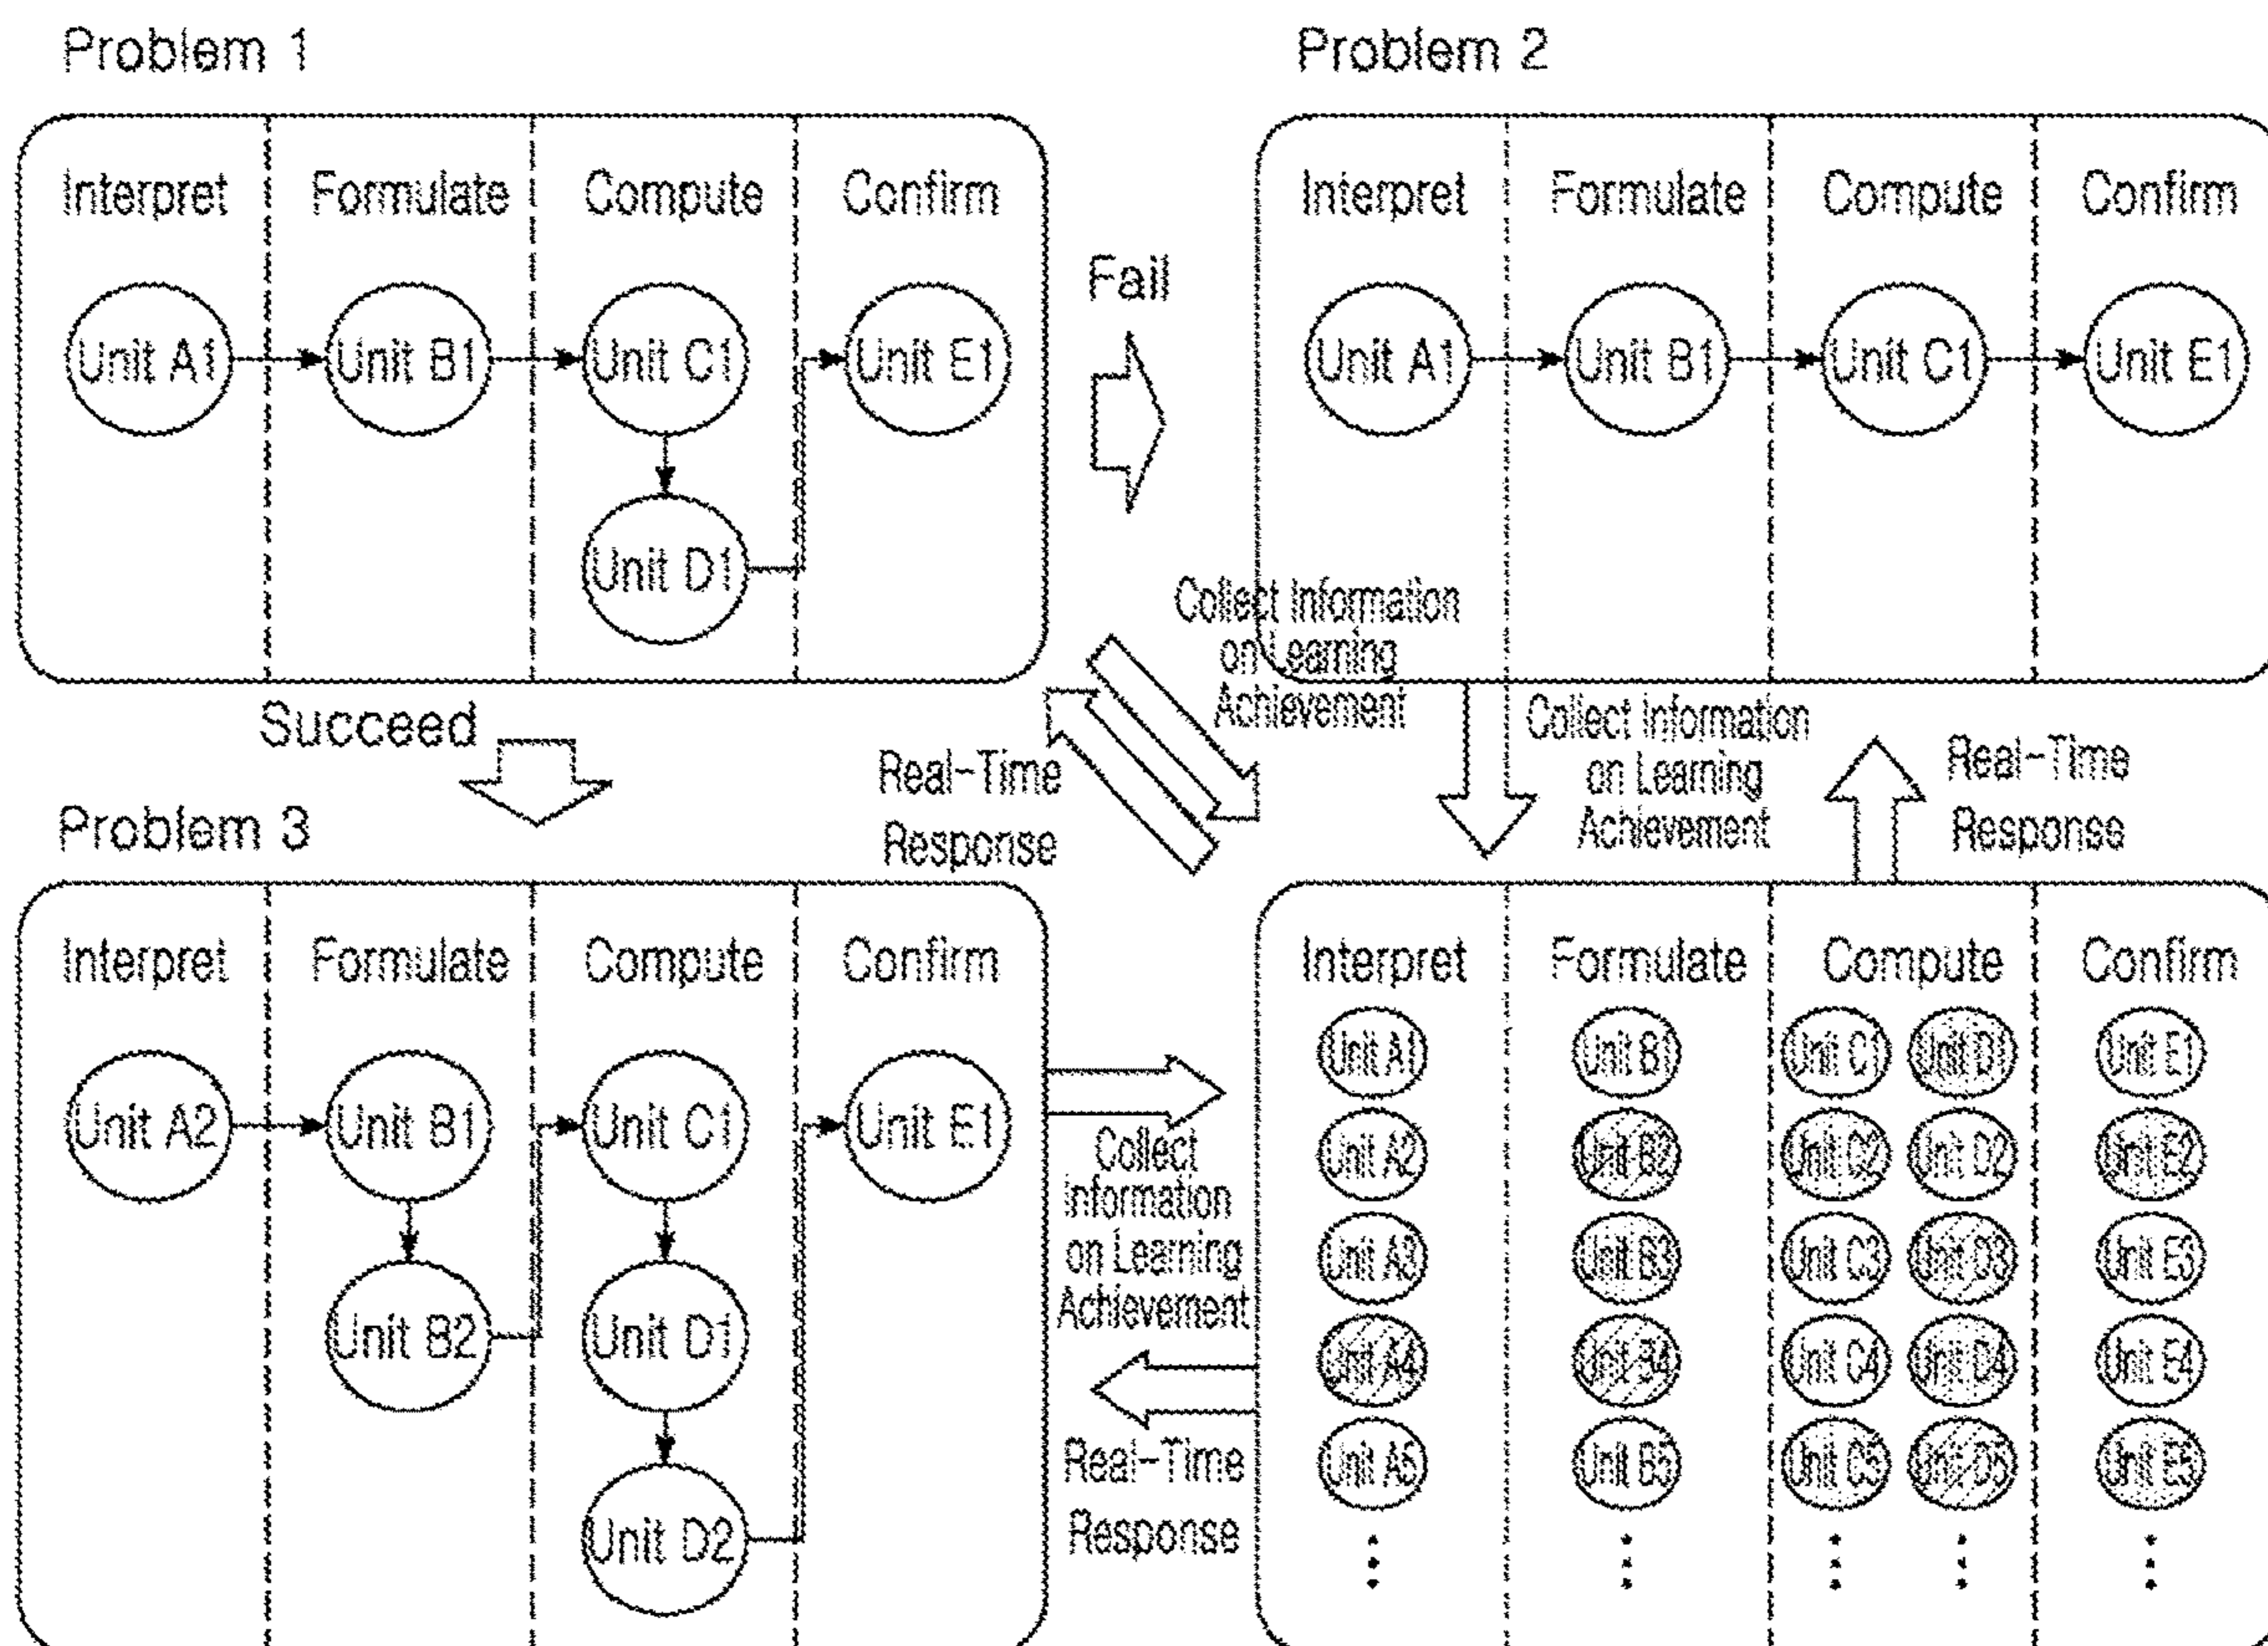 Problem 1
Interpret Formulate Compute Confirm
Unit A1 Unit B1 Unit C1 Unit E1
Unit D1
Fail
Problem 2
Interpret Formulate Compute Confirm
Unit A1 Unit B1 Unit C1 Unit E1
Succeed
Real-Time
Response
Collect Information
on Learning
Achievement
Collect Information
on Learning
Achievement
Real-Time
Response
Problem 3
Interpret Formulate Compute Confirm
Unit A2 Unit B1 Unit C1 Unit E1
Unit B2 Unit D1
Unit D2
Collect
Information
on Learning
Achievement
Real-Time
Response
Interpret Formulate Compute Confirm
Unit A1 Unit B1 Unit C1 Unit D1 Unit E1
Unit A2 Unit B2 Unit C2 Unit D2 Unit E2
Unit A3 Unit B3 Unit C3 Unit D3 Unit E3
Unit A4 Unit B4 Unit C4 Unit D4 Unit E4
Unit A5 Unit B5 Unit C5 Unit D5 Unit E5